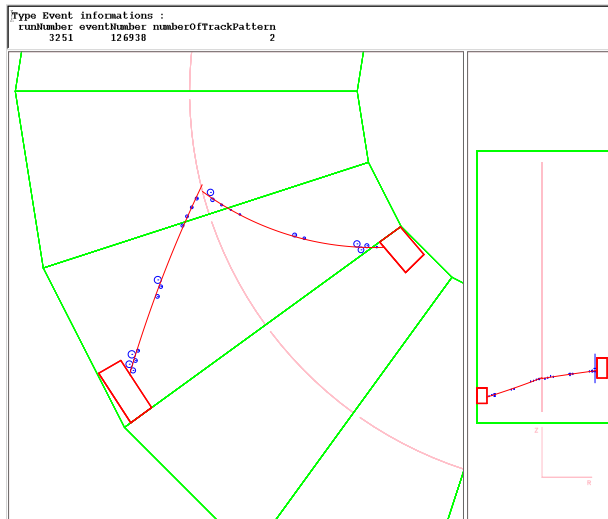 Type Event informations :
runNumber eventNumber numberOfTrackPattern
3251 126938 2
Z
R